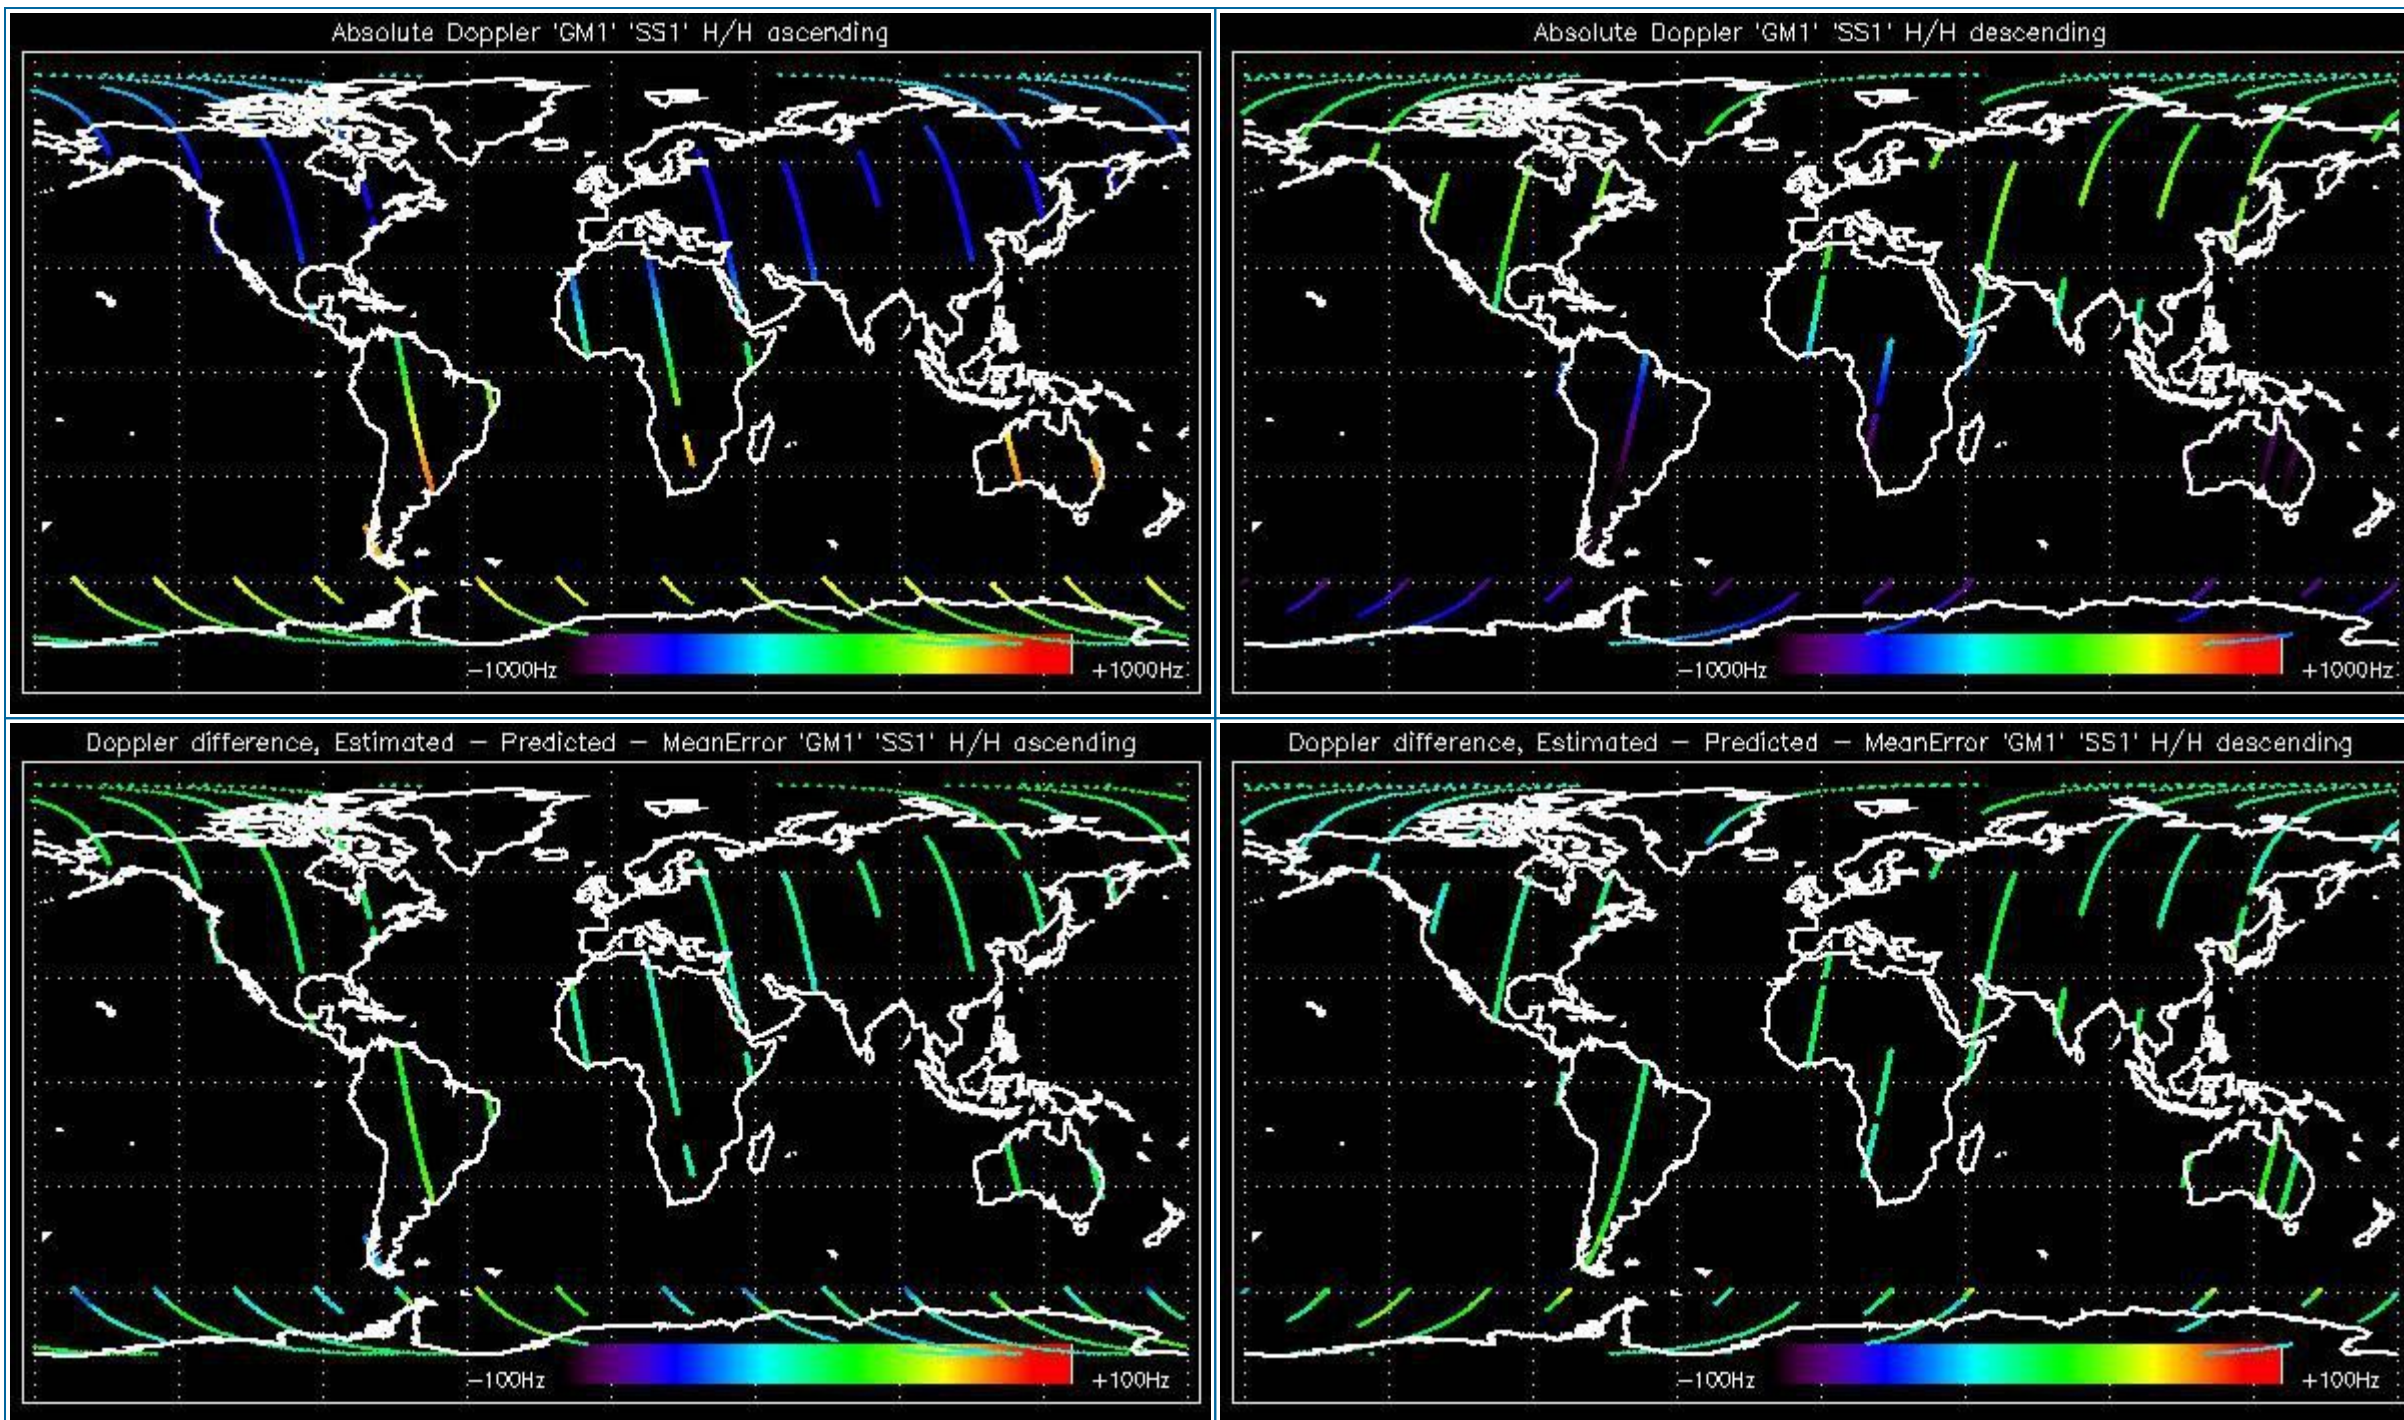 Absolute Doppler 'GM1' 'SS1' H/H ascending
-1000Hz
+1000Hz
Absolute Doppler 'GM1' 'SS1' H/H descending
-1000Hz
+1000Hz
Doppler difference, Estimated - Predicted - MeanError 'GM1' 'SS1' H/H ascending
-100Hz
+100Hz
Doppler difference, Estimated - Predicted - MeanError 'GM1' 'SS1' H/H descending
-100Hz
+100Hz